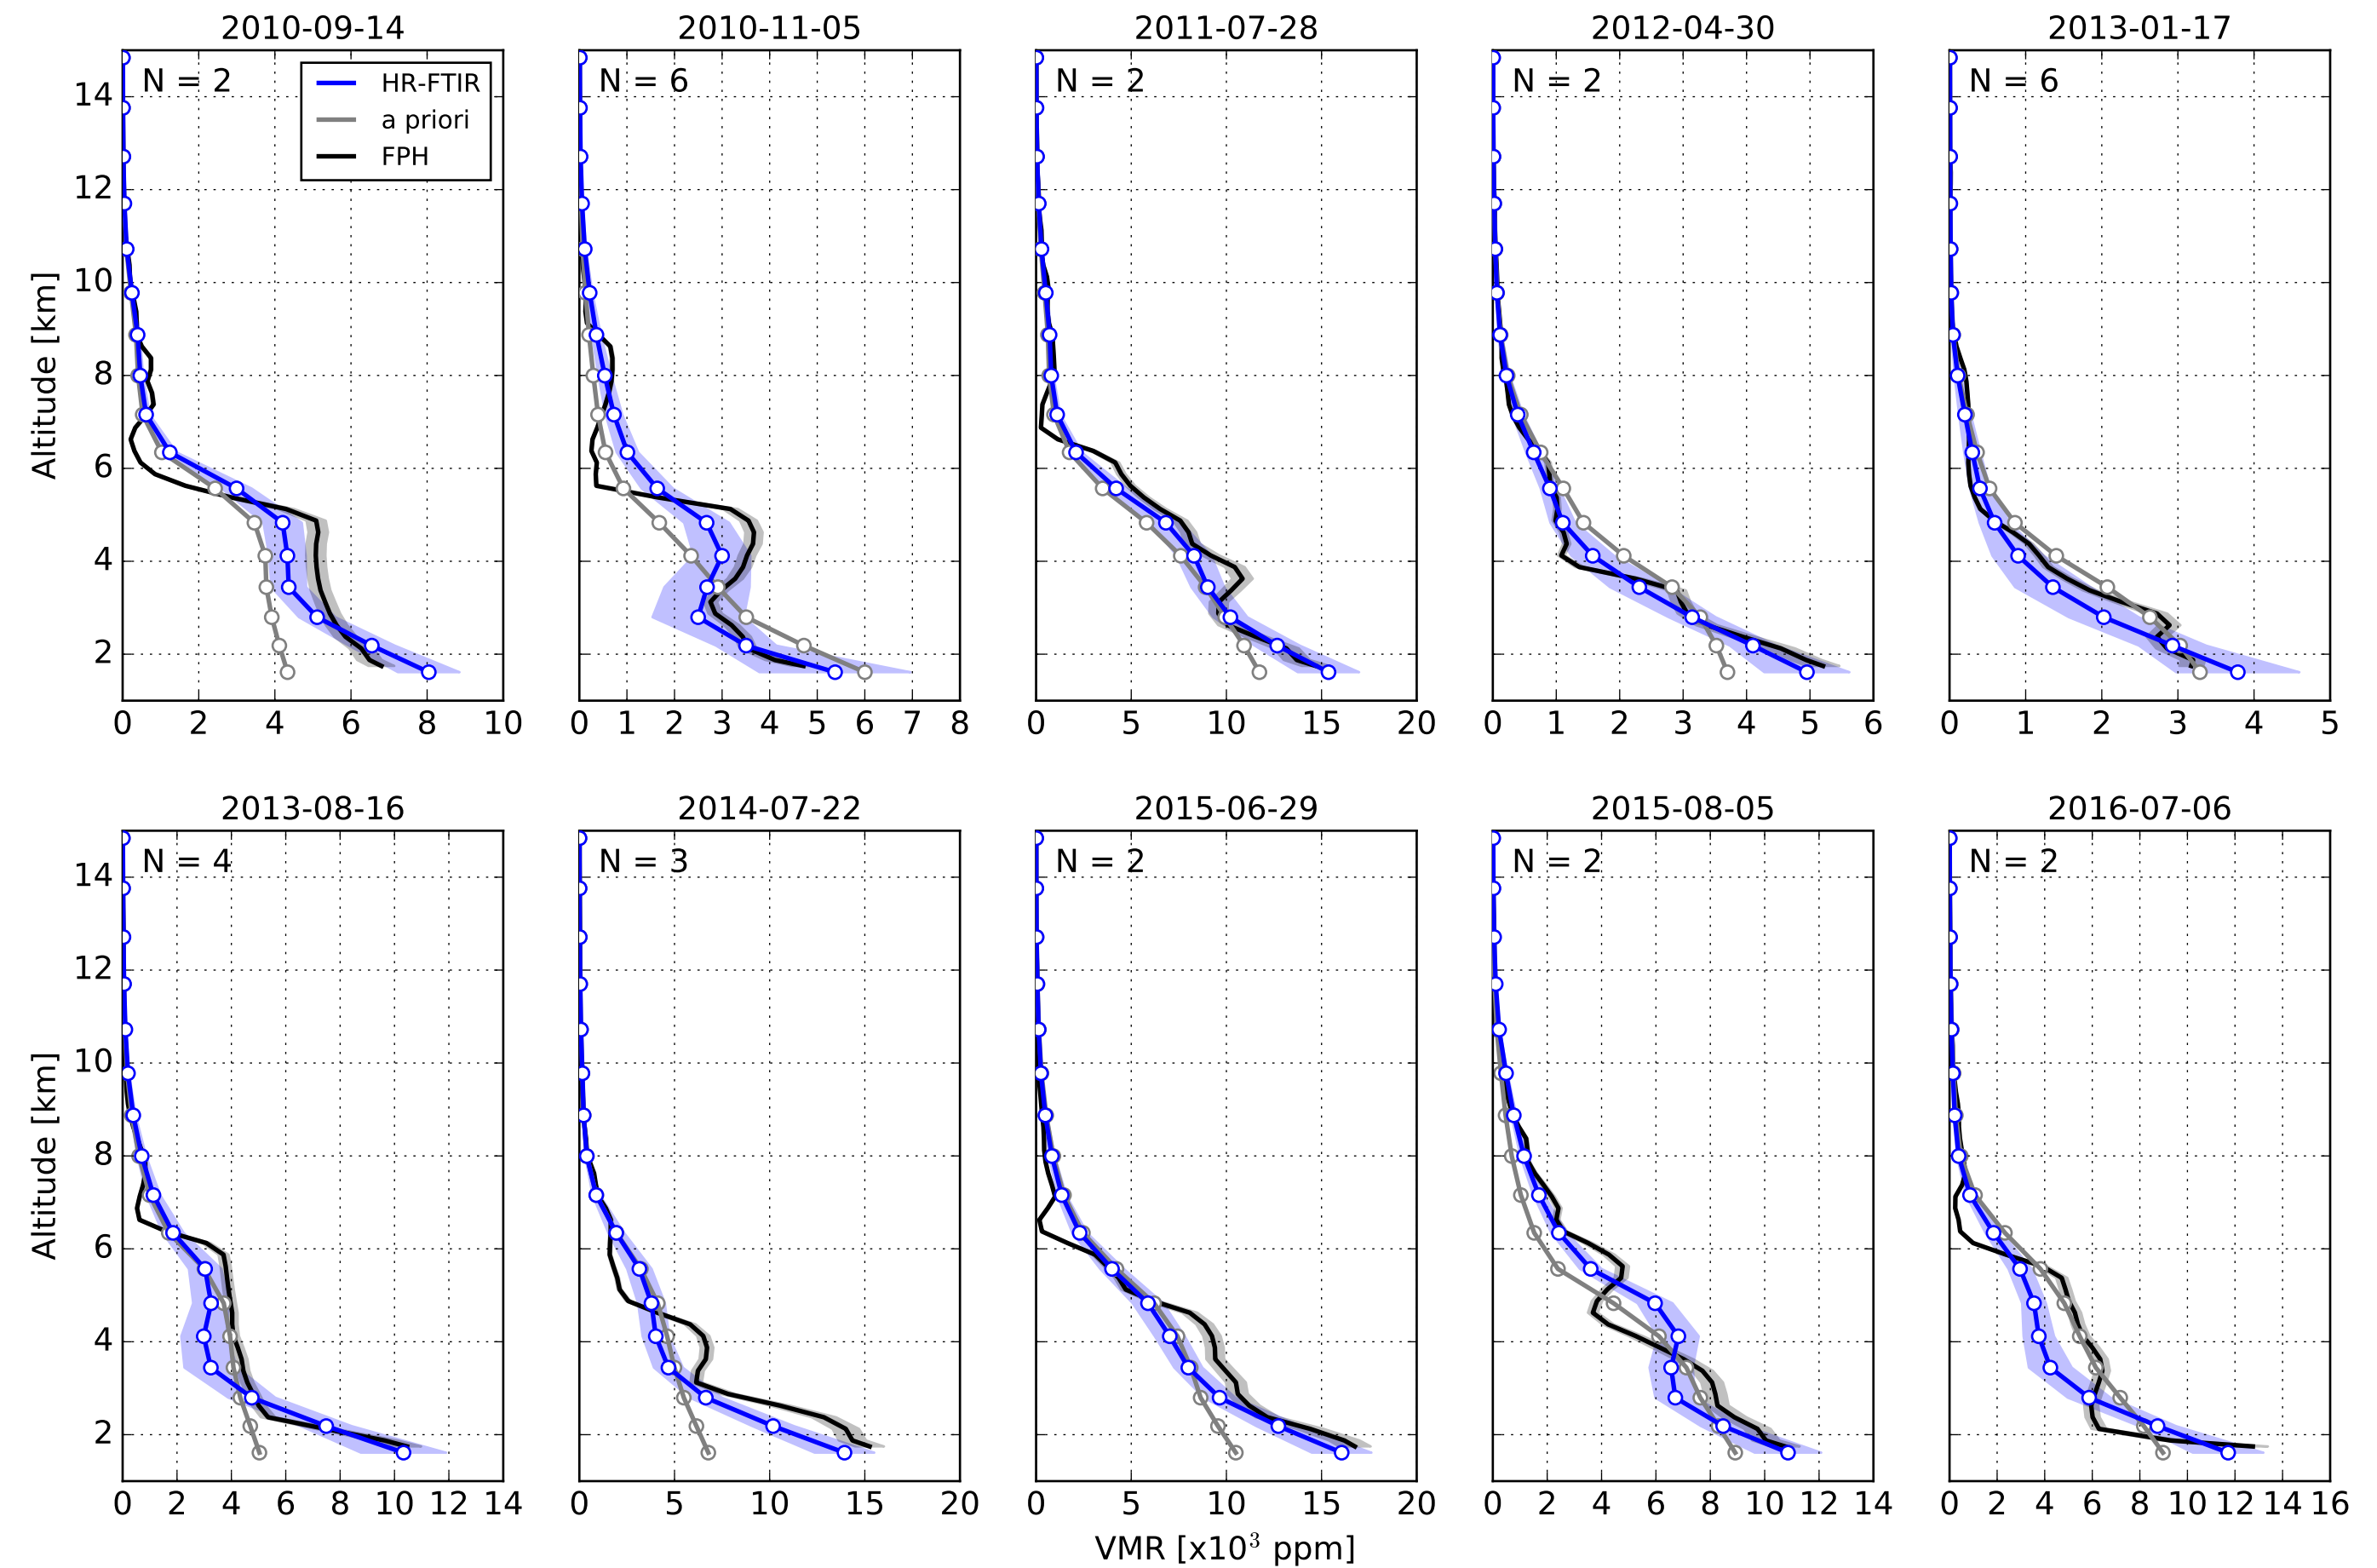 2010-09-14 2010-11-05 2011-07-28 2012-04-30 2013-01-17
N = 2 N = 6 N = 2 N = 2 N = 6
HR-FTIR
a priori
FPH
Altitude [km]
14
12
10
8
6
4
2
0 2 4 6 8 10
0 1 2 3 4 5 6 7 8
0 5 10 15 20
0 1 2 3 4 5 6
0 1 2 3 4 5
2013-08-16 2014-07-22 2015-06-29 2015-08-05 2016-07-06
N = 4 N = 3 N = 2 N = 2 N = 2
Altitude [km]
14
12
10
8
6
4
2
0 2 4 6 8 10 12 14
0 5 10 15 20
0 5 10 15 20
0 2 4 6 8 10 12 14
0 2 4 6 8 10 12 14 16
VMR [x10³ ppm]